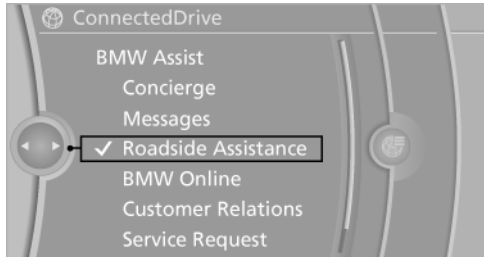 ConnectedDrive
BMW Assist
Concierge
Messages
Roadside Assistance
BMW Online
Customer Relations
Service Request